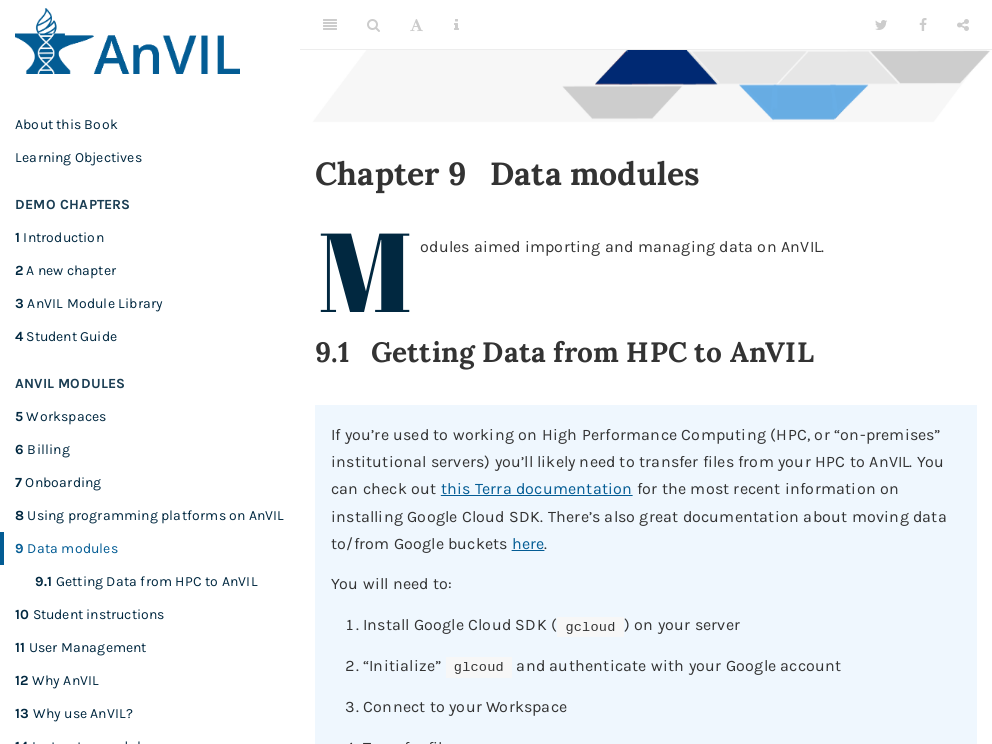 AnVIL
About this Book
Learning Objectives
DEMO CHAPTERS
1 Introduction
2 A new chapter
3 AnVIL Module Library
4 Student Guide
ANVIL MODULES
5 Workspaces
6 Billing
7 Onboarding
8 Using programming platforms on AnVIL
9 Data modules
9.1 Getting Data from HPC to AnVIL
10 Student instructions
11 User Management
12 Why AnVIL
13 Why use AnVIL?
Chapter 9 Data modules
Modules aimed importing and managing data on AnVIL.
9.1 Getting Data from HPC to AnVIL
If you’re used to working on High Performance Computing (HPC, or “on-premises”
institutional servers) you’ll likely need to transfer files from your HPC to AnVIL. You
can check out this Terra documentation for the most recent information on
installing Google Cloud SDK. There’s also great documentation about moving data
to/from Google buckets here.
You will need to:
1. Install Google Cloud SDK ( gcloud ) on your server
2. “Initialize” glcoud and authenticate with your Google account
3. Connect to your Workspace